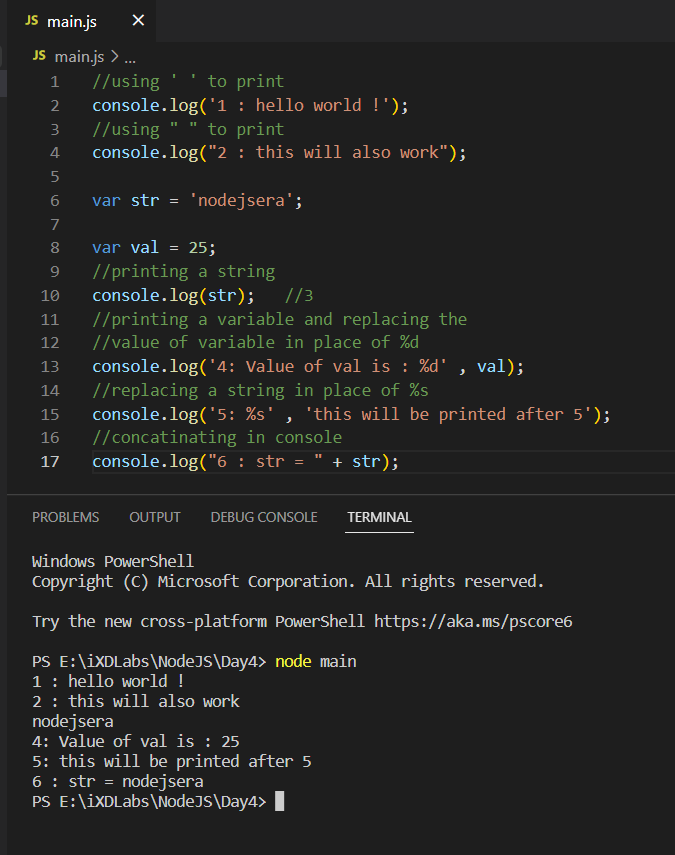 JS main.js ×
JS main.js > ...
1 //using ' ' to print
2 console.log('1 : hello world !');
3 //using " " to print
4 console.log("2 : this will also work");
5
6 var str = 'nodejsera';
7
8 var val = 25;
9 //printing a string
10 console.log(str);   //3
11 //printing a variable and replacing the
12 //value of variable in place of %d
13 console.log('4: Value of val is : %d' , val);
14 //replacing a string in place of %s
15 console.log('5: %s' , 'this will be printed after 5');
16 //concatinating in console
17 console.log("6 : str = " + str);
PROBLEMS OUTPUT DEBUG CONSOLE TERMINAL
Windows PowerShell
Copyright (C) Microsoft Corporation. All rights reserved.
Try the new cross-platform PowerShell https://aka.ms/pscore6
PS E:\iXDLabs\NodeJS\Day4> node main
1 : hello world !
2 : this will also work
nodejsera
4: Value of val is : 25
5: this will be printed after 5
6 : str = nodejsera
PS E:\iXDLabs\NodeJS\Day4>